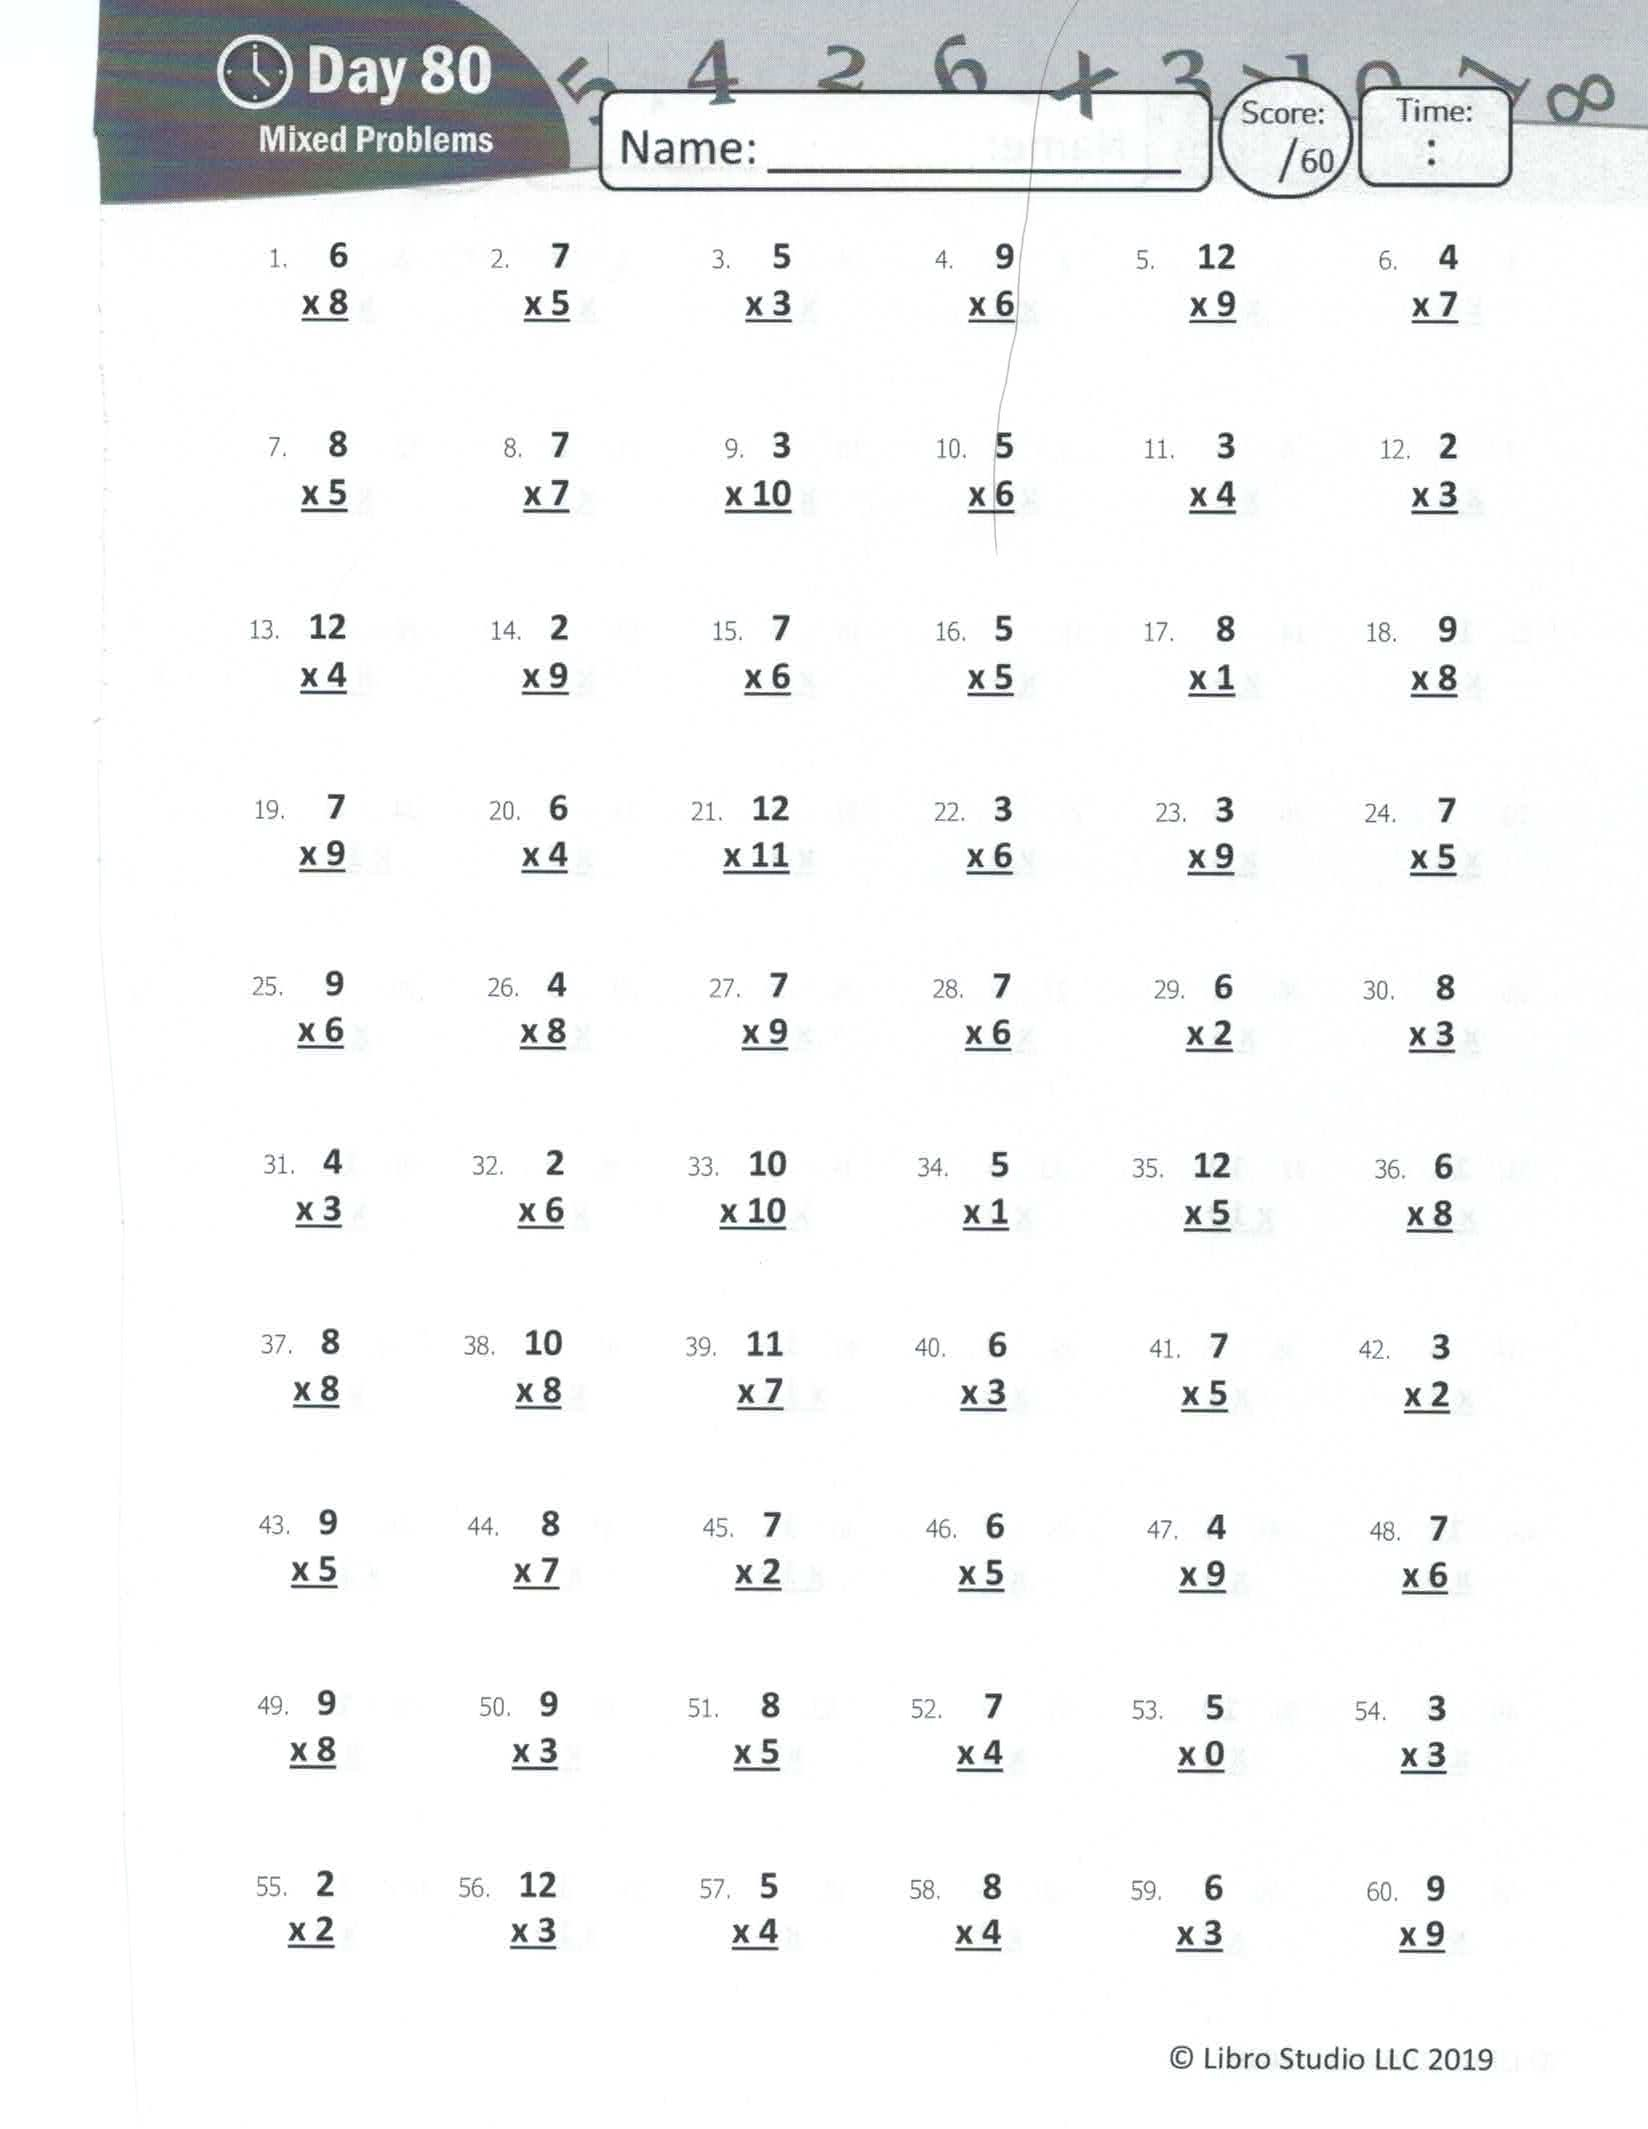 Day 80
Mixed Problems
5 4 2 6 x 3 7 8
Name:
Score:
/60
Time:
:
1. 6 2. 7 3. 5 4. 9 5. 12 6. 4
x 8 x 5 x 3 x 6 x 9 x 7
7. 8 8. 7 9. 3 10. 5 11. 3 12. 2
x 5 x 7 x 10 x 6 x 4 x 3
13. 12 14. 2 15. 7 16. 5 17. 8 18. 9
x 4 x 9 x 6 x 5 x 1 x 8
19. 7 20. 6 21. 12 22. 3 23. 3 24. 7
x 9 x 4 x 11 x 6 x 9 x 5
25. 9 26. 4 27. 7 28. 7 29. 6 30. 8
x 6 x 8 x 9 x 6 x 2 x 3
31. 4 32. 2 33. 10 34. 5 35. 12 36. 6
x 3 x 6 x 10 x 1 x 5 x 8
37. 8 38. 10 39. 11 40. 6 41. 7 42. 3
x 8 x 8 x 7 x 3 x 5 x 2
43. 9 44. 8 45. 7 46. 6 47. 4 48. 7
x 5 x 7 x 2 x 5 x 9 x 6
49. 9 50. 9 51. 8 52. 7 53. 5 54. 3
x 8 x 3 x 5 x 4 x 0 x 3
55. 2 56. 12 57. 5 58. 8 59. 6 60. 9
x 2 x 3 x 4 x 4 x 3 x 9
© Libro Studio LLC 2019